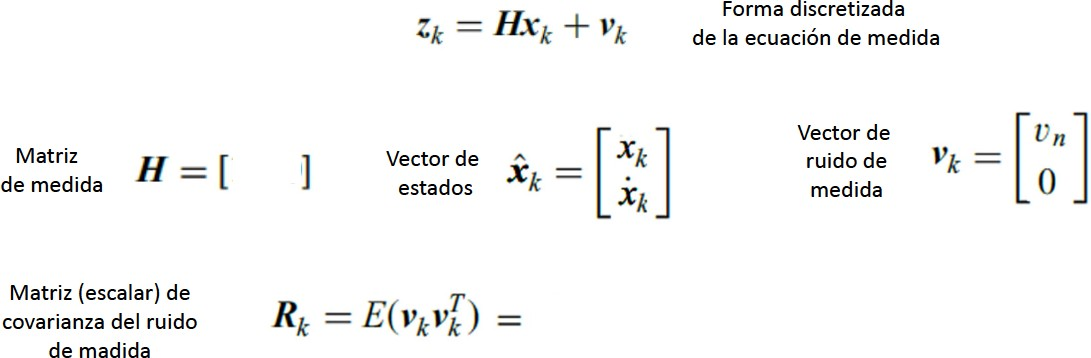 z_k = Hx_k + v_k
Forma discretizada
de la ecuación de medida
Matriz
de medida
H = [ ]
Vector de
estados
x̂_k = [x_k
ẋ_k]
Vector de
ruido de
medida
v_k = [v_n
0]
Matriz (escalar) de
covarianza del ruido
de madida
R_k = E(v_k v_k^T) =